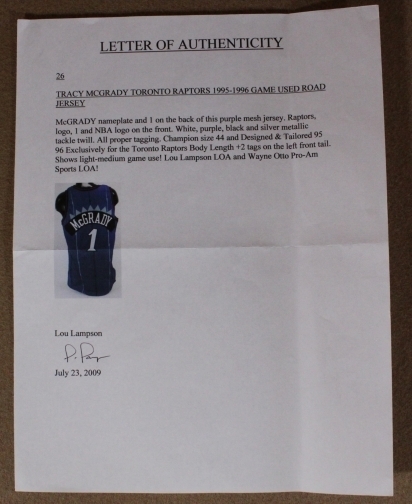 LETTER OF AUTHENTICITY
26
TRACY MCGRADY TORONTO RAPTORS 1995-1996 GAME USED ROAD
JERSEY
McGRADY nameplate and 1 on the back of this purple mesh jersey. Raptors,
logo, 1 and NBA logo on the front. White, purple, black and silver metallic
tackle twill. All proper tagging. Champion size 44 and Designed & Tailored 95
96 Exclusively for the Toronto Raptors Body Length +2 tags on the left front tail.
Shows light-medium game use! Lou Lampson LOA and Wayne Otto Pro-Am
Sports LOA!
McGRADY
1
Lou Lampson
July 23, 2009